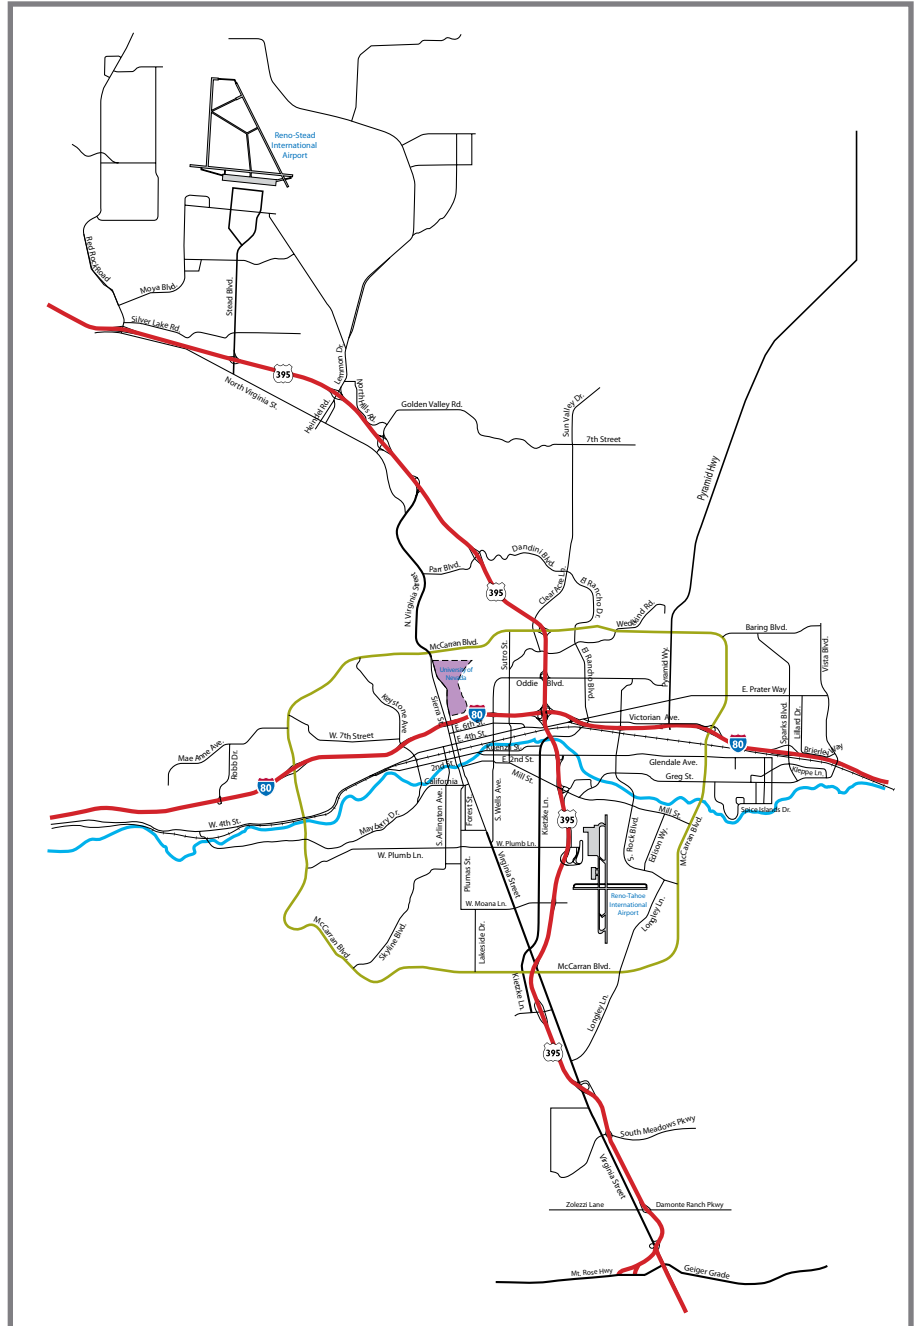 Reno-Stead
International
Airport
Red Rock Road
Moya Blvd.
Stead Blvd.
Silver Lake Rd.
395
Lemmon Dr.
North Virginia St.
North Hills Rd.
Heindel Rd.
Golden Valley Rd.
Sun Valley Dr.
7th Street
Pyramid Hwy
Dandini Blvd.
Parr Blvd.
Clear Acre Ln.
El Rancho Dr.
395
N. Virginia Street
Wedekind Rd.
Baring Blvd.
McCarran Blvd.
Sutro St.
El Rancho Blvd.
Pyramid Wy.
Vista Blvd.
University of
Nevada
Oddie Blvd.
E. Prater Way
Keystone Ave
Sierra St.
80
Victorian Ave.
Sparks Blvd.
Lillard Dr.
E. 6th St.
E. 4th St.
W. 7th Street
Kuenzli St.
80
Brierley Way
Mae Anne Ave.
Robb Dr.
2nd St.
E. 2nd St.
Glendale Ave.
Kleppe Ln.
Greg St.
Mill St.
California
80
S. Arlington Ave.
Forest St.
S. Wells Ave.
Kietzke Ln.
Mill St.
Spice Islands Dr.
W. 4th St.
Mayberry Dr.
395
S. Rock Blvd.
Edison Wy.
McCarran Blvd.
W. Plumb Ln.
W. Plumb Ln.
Plumas St.
Virginia Street
Reno-Tahoe
International
Airport
W. Moana Ln.
Longley Ln.
McCarran Blvd.
Skyline Blvd.
Lakeside Dr.
McCarran Blvd.
Kietzke Ln.
Longley Ln.
395
South Meadows Pkwy
Virginia Street
Zolezzi Lane
Damonte Ranch Pkwy
Mt. Rose Hwy
Geiger Grade